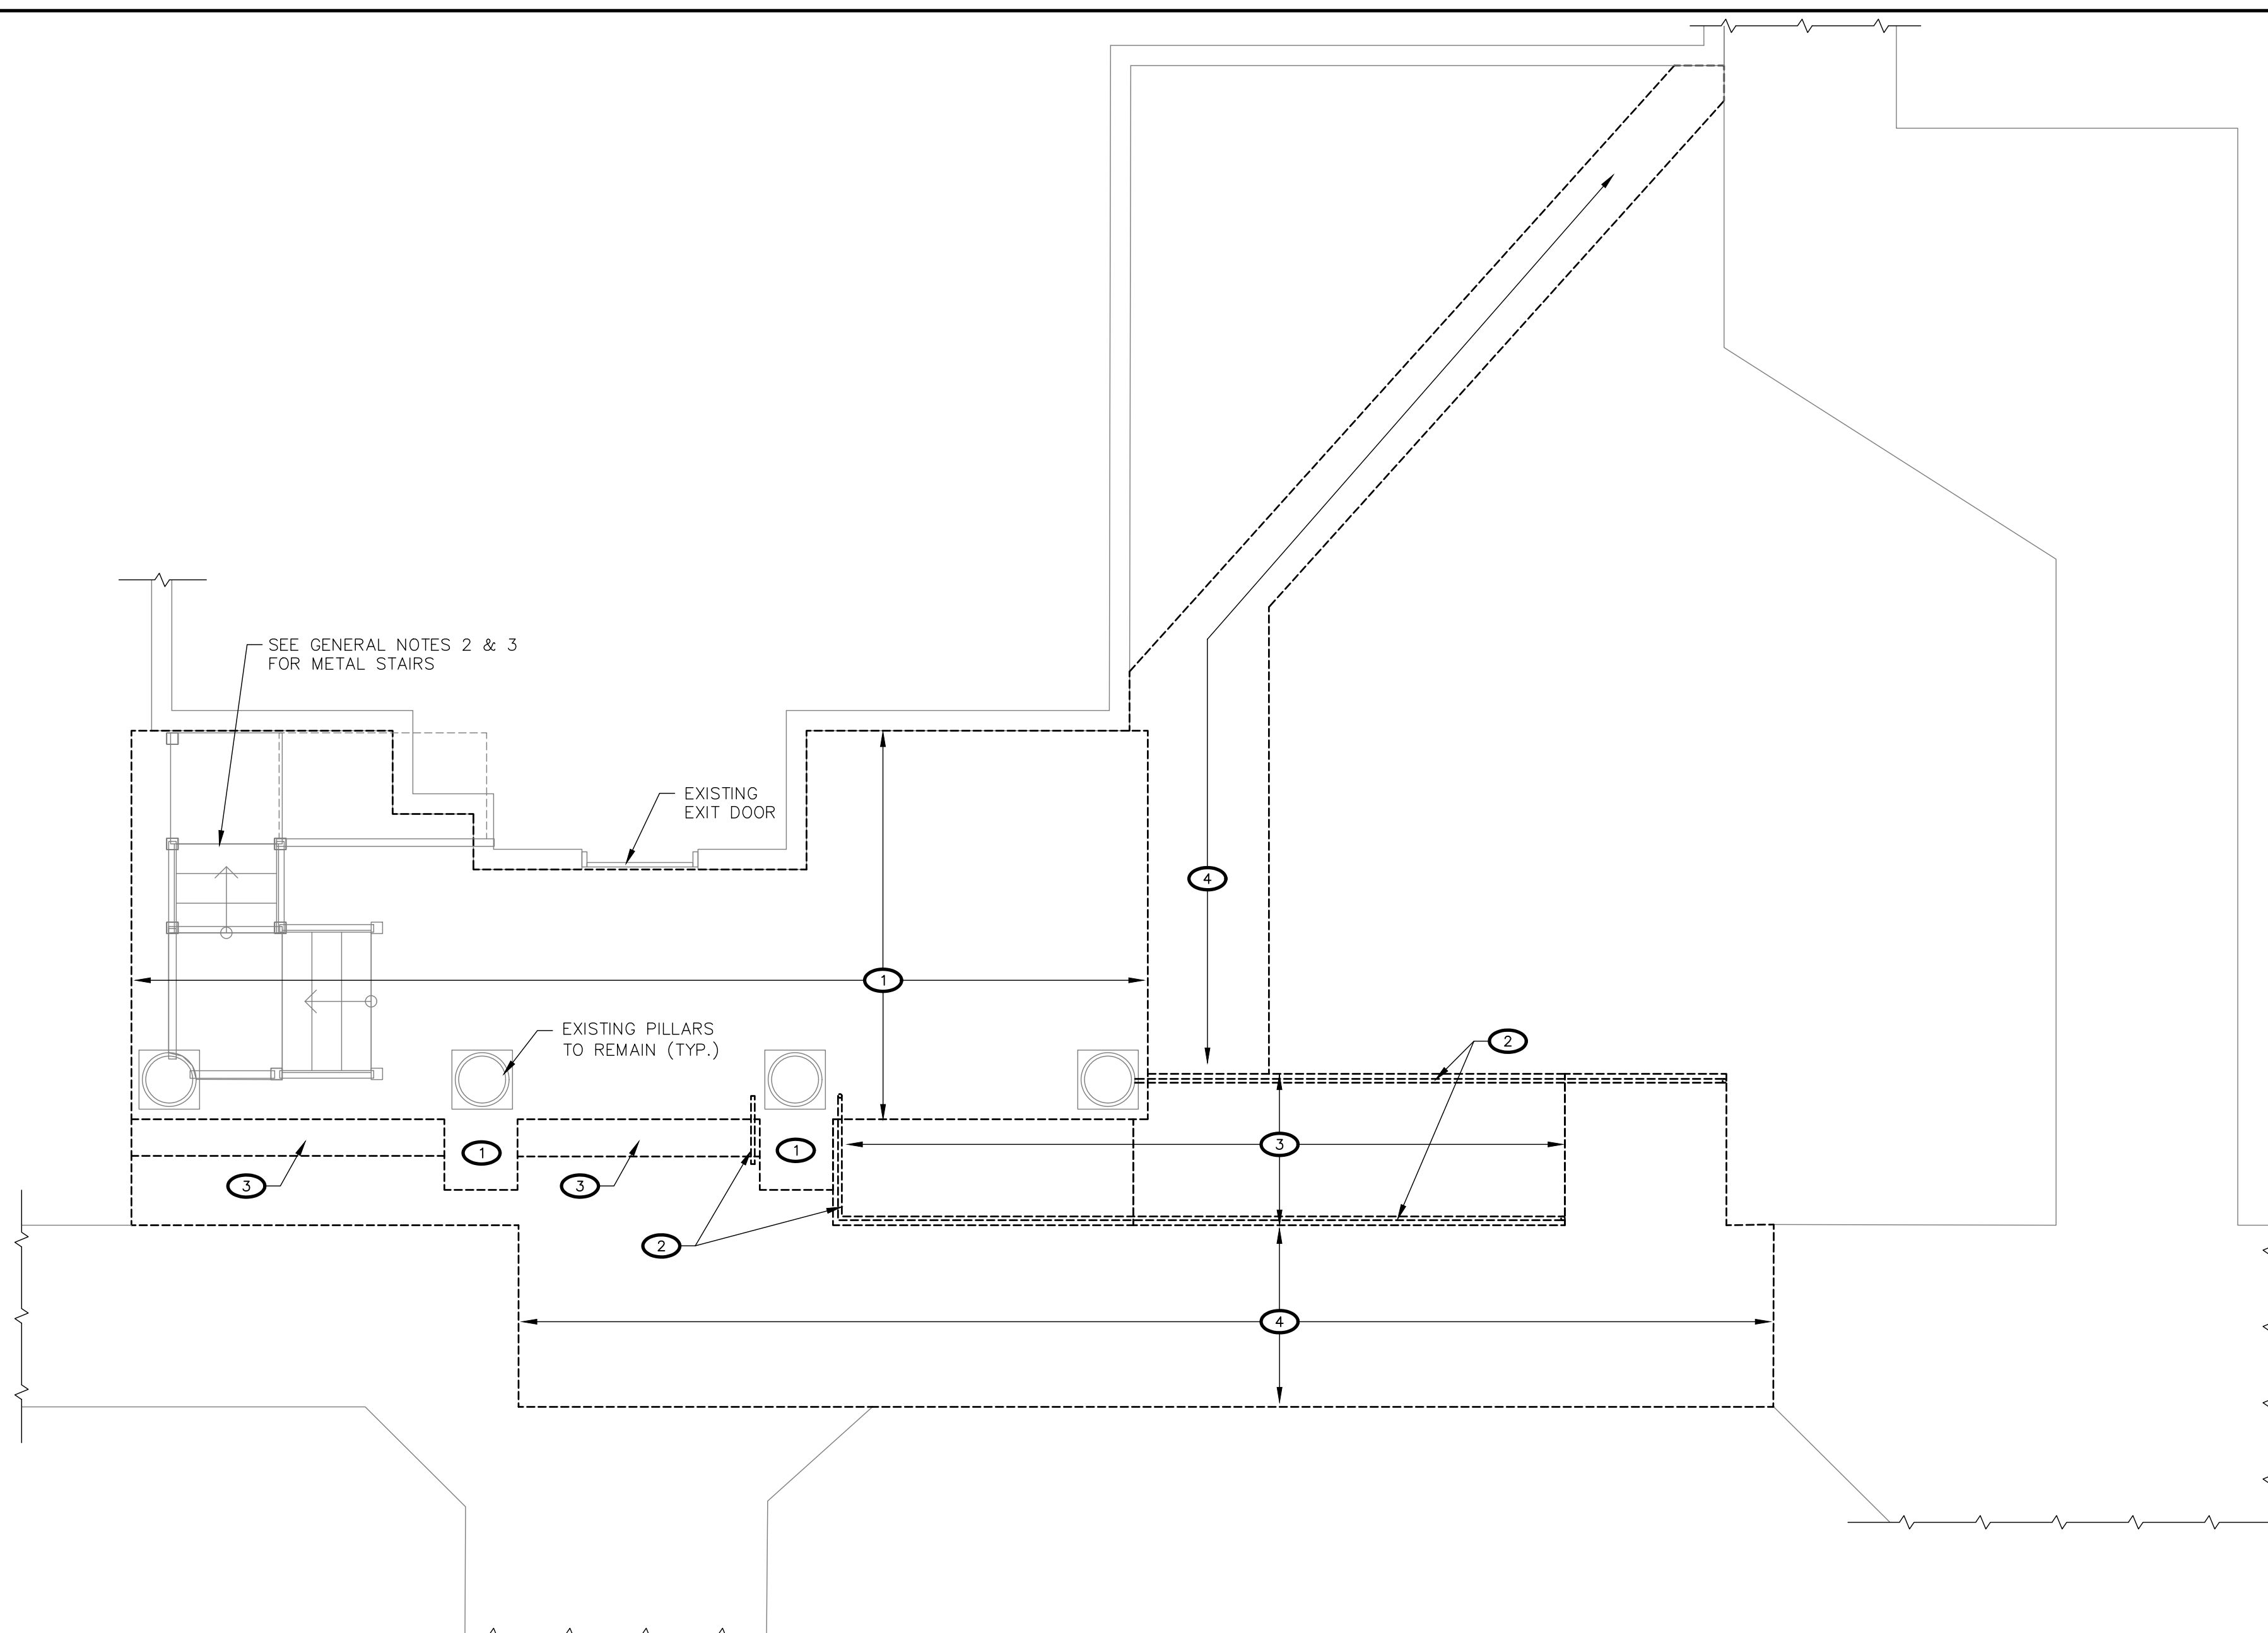 SEE GENERAL NOTES 2 & 3
FOR METAL STAIRS
EXISTING
EXIT DOOR
4
1
EXISTING PILLARS
TO REMAIN (TYP.)
2
3
1
1
3
3
2
4